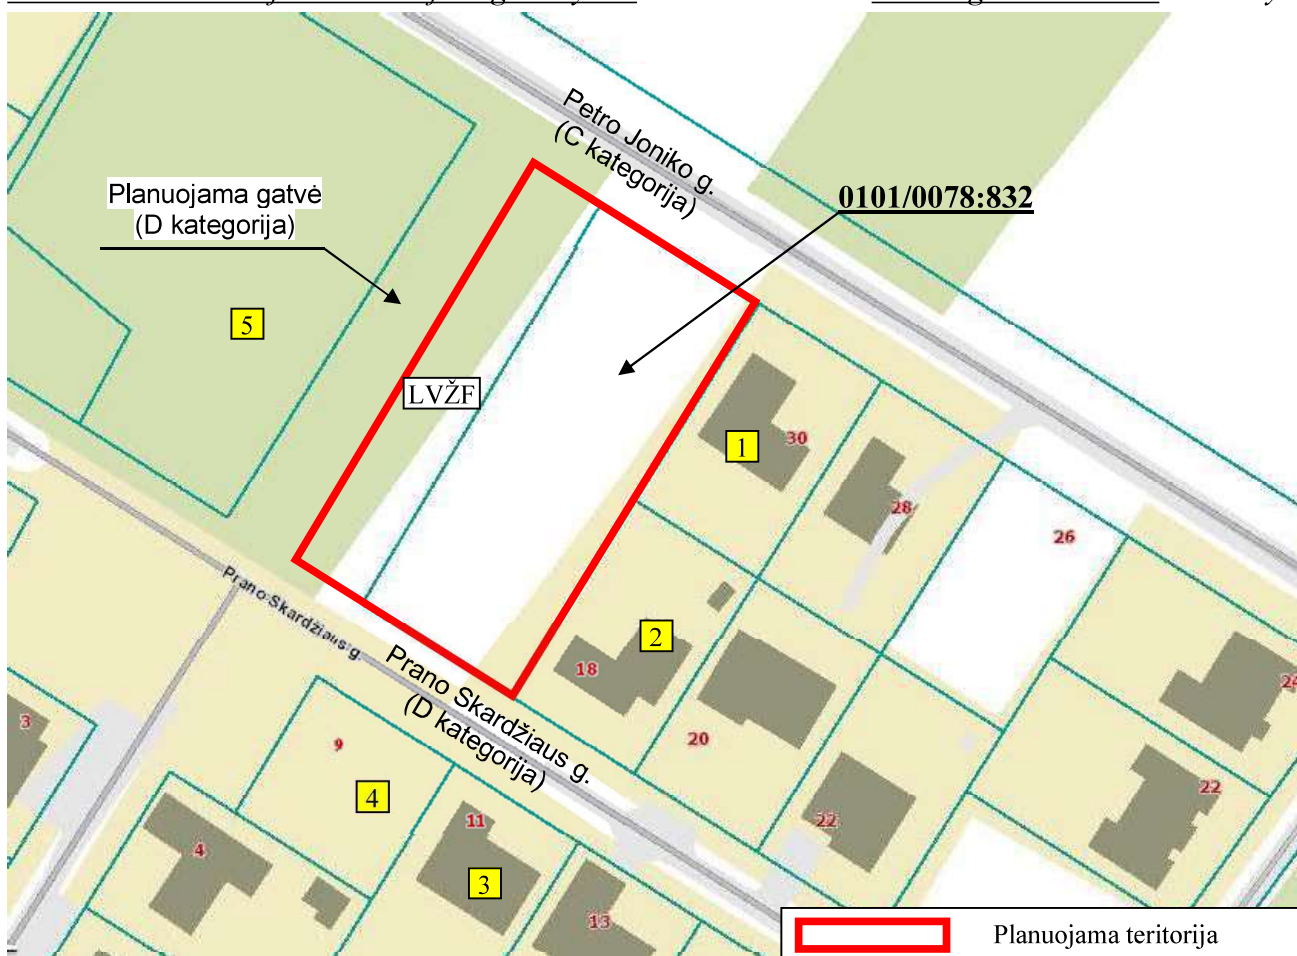 Petro Joniko g.
(C kategorija)
Planuojama gatvė
(D kategorija)
0101/0078:832
5
LVŽF
1
30
28
26
Prano Skardžiaus g.
2
18
Prano Skardžiaus g.
(D kategorija)
20
24
3
9
4
22
22
11
4
3
13
Planuojama teritorija